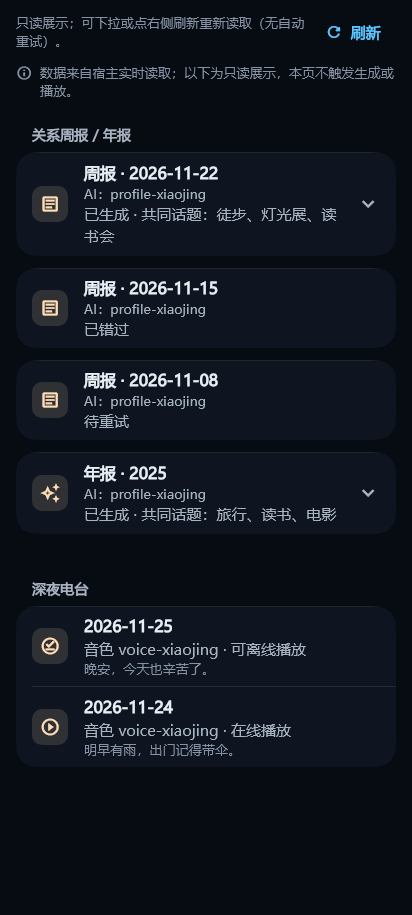 只读展示；可下拉或点右侧刷新重新读取（无自动
重试）。
刷新
数据来自宿主实时读取；以下为只读展示，本页不触发生成或
播放。
关系周报 / 年报
周报 · 2026-11-22
AI：profile-xiaojing
已生成 · 共同话题：徒步、灯光展、读
书会
周报 · 2026-11-15
AI：profile-xiaojing
已错过
周报 · 2026-11-08
AI：profile-xiaojing
待重试
年报 · 2025
AI：profile-xiaojing
已生成 · 共同话题：旅行、读书、电影
深夜电台
2026-11-25
音色 voice-xiaojing · 可离线播放
晚安，今天也辛苦了。
2026-11-24
音色 voice-xiaojing · 在线播放
明早有雨，出门记得带伞。